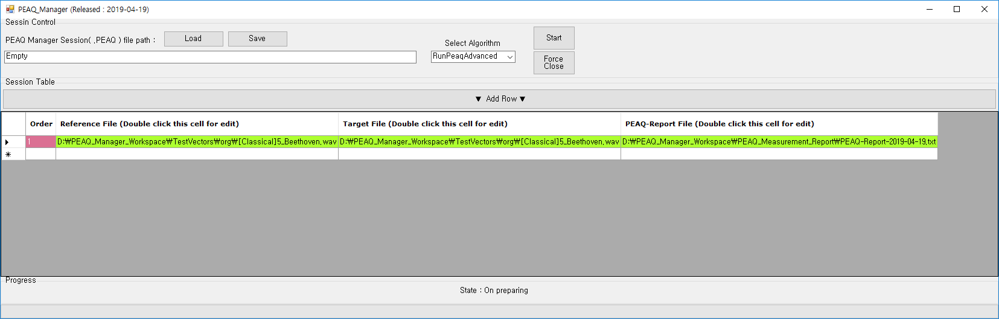 PEAQ_Manager (Released : 2019-04-19)
Sessin Control
PEAQ Manager Session( .PEAQ ) file path :
Load
Save
Select Algorithm
Start
Empty
RunPeaqAdvanced
Force
Close
Session Table
▼ Add Row ▼
Order
Reference File (Double click this cell for edit)
Target File (Double click this cell for edit)
PEAQ-Report File (Double click this cell for edit)
1
D:₩PEAQ_Manager_Workspace₩TestVectors₩org₩[Classical]5_Beethoven.wav
D:₩PEAQ_Manager_Workspace₩TestVectors₩org₩[Classical]5_Beethoven.wav
D:₩PEAQ_Manager_Workspace₩PEAQ_Measurement_Report₩PEAQ-Report-2019-04-19.txt
Progress
State : On preparing